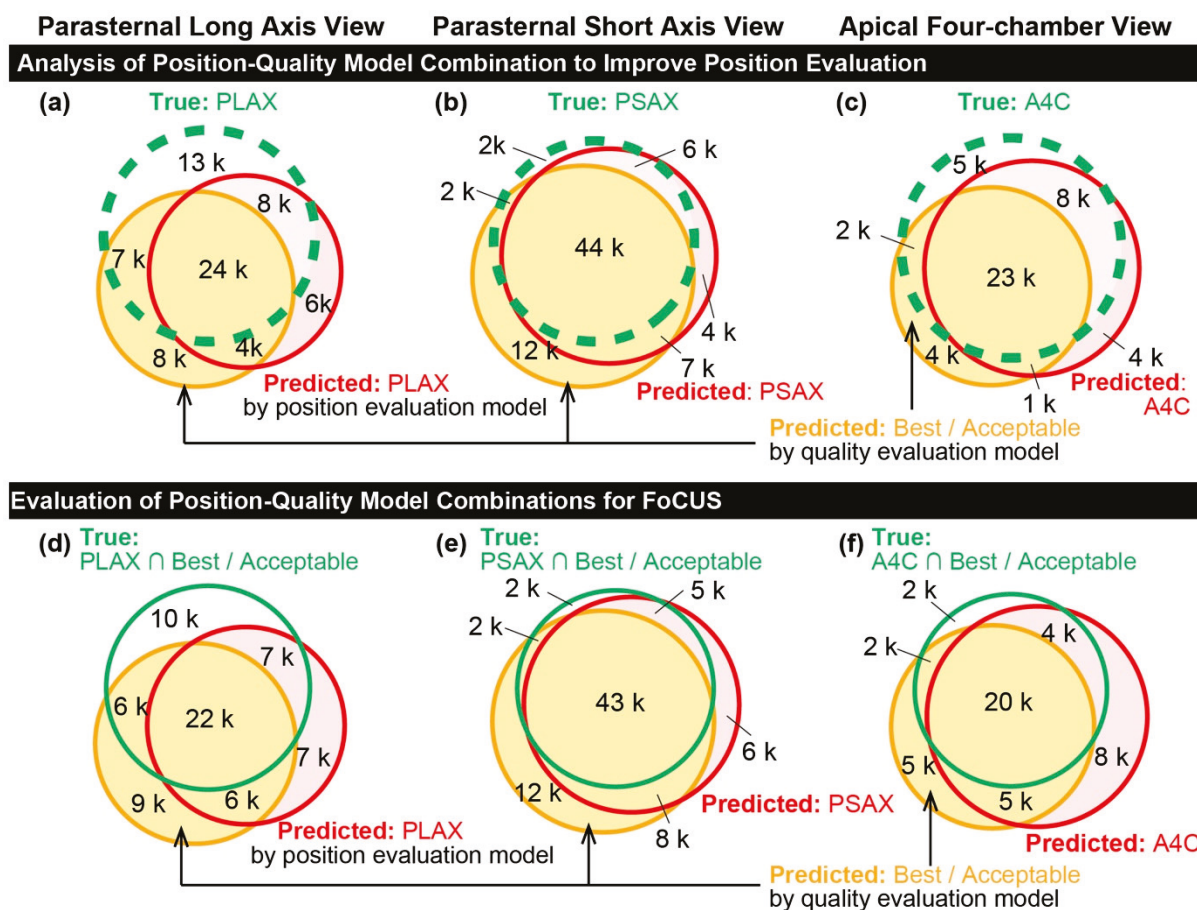 Parasternal Long Axis View
Parasternal Short Axis View
Apical Four-chamber View
Analysis of Position-Quality Model Combination to Improve Position Evaluation
(a)
True: PLAX
13 k
8 k
7 k
24 k
6k
4k
8 k
Predicted: PLAX
by position evaluation model
(b)
True: PSAX
2k
6 k
2 k
44 k
4 k
12 k
7 k
Predicted: PSAX
(c)
True: A4C
5 k
8 k
2 k
23 k
4 k
4 k
1 k
Predicted:
A4C
Predicted: Best / Acceptable
by quality evaluation model
Evaluation of Position-Quality Model Combinations for FoCUS
(d)
True:
PLAX ∩ Best / Acceptable
10 k
7 k
6 k
22 k
7 k
6 k
9 k
Predicted: PLAX
by position evaluation model
(e)
True:
PSAX ∩ Best / Acceptable
2 k
5 k
2 k
43 k
6 k
12 k
8 k
Predicted: PSAX
(f)
True:
A4C ∩ Best / Acceptable
2 k
4 k
2 k
20 k
8 k
5 k
5 k
Predicted: A4C
Predicted: Best / Acceptable
by quality evaluation model